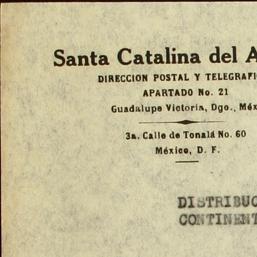 Santa Catalina del A
DIRECCION POSTAL Y TELEGRAFI
APARTADO No. 21
Guadalupe Victoria, Dgo., Méx
3a. Calle de Tonalá No. 60
México, D. F.
DISTRIBUC
CONTINENT